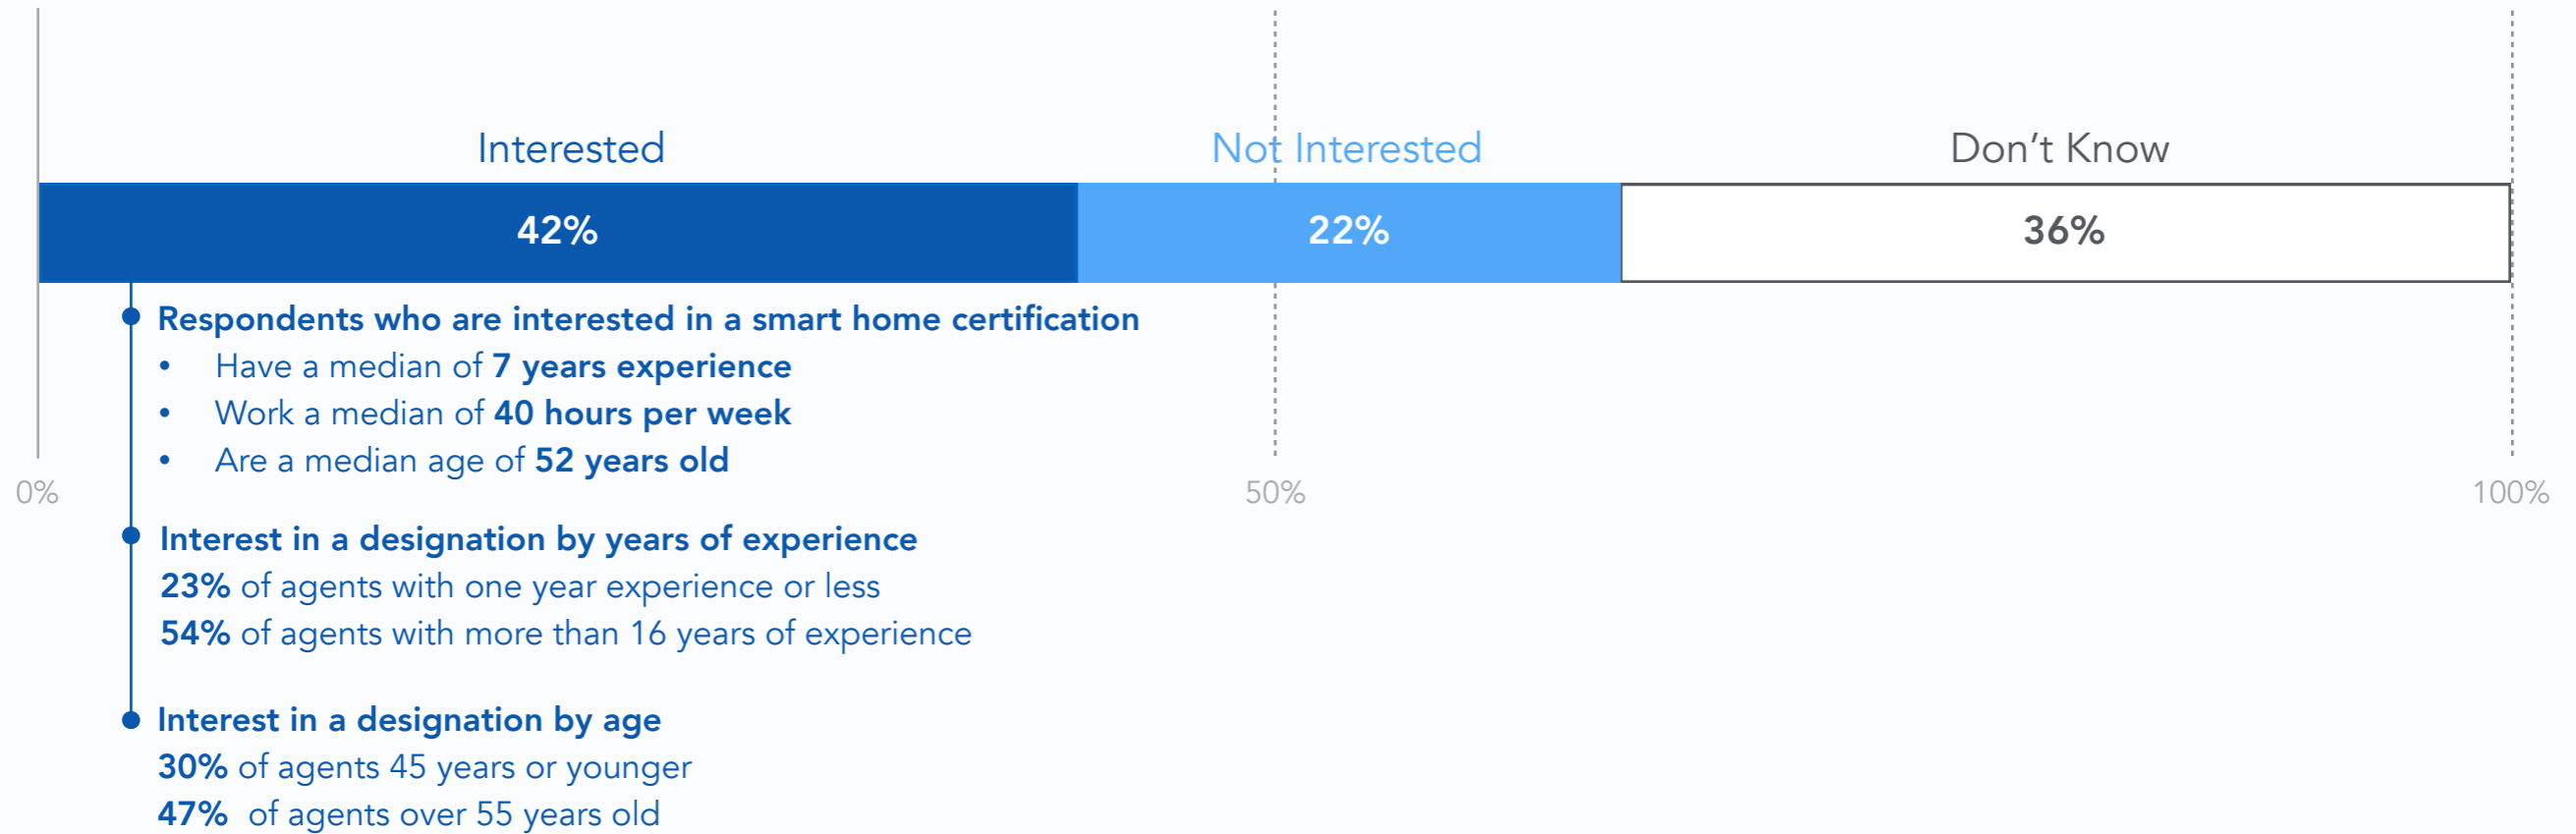 Interested Not Interested Don’t Know
42% 22% 36%
Respondents who are interested in a smart home certification
• Have a median of 7 years experience
• Work a median of 40 hours per week
• Are a median age of 52 years old
0% 50% 100%
Interest in a designation by years of experience
23% of agents with one year experience or less
54% of agents with more than 16 years of experience
Interest in a designation by age
30% of agents 45 years or younger
47% of agents over 55 years old